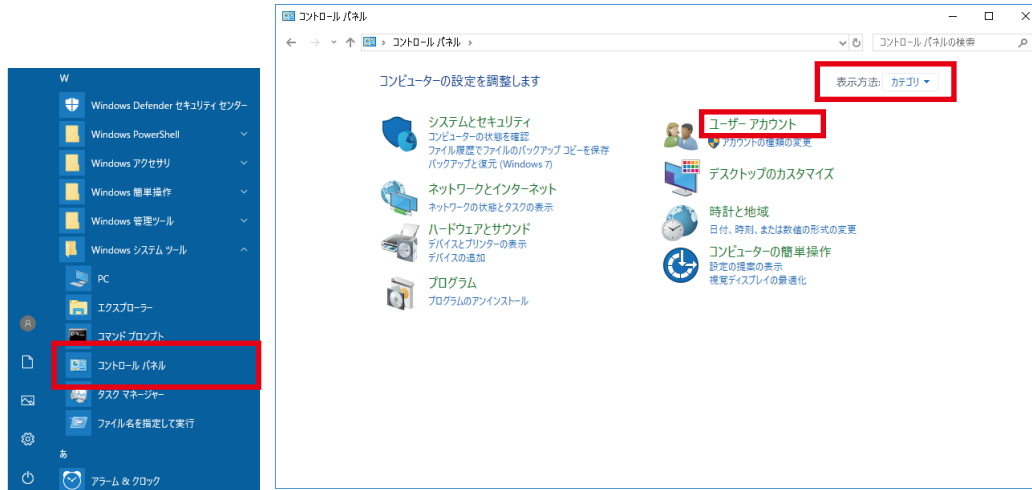 W
Windows Defender セキュリティ センター
Windows PowerShell
Windows アクセサリ
Windows 簡単操作
Windows 管理ツール
Windows システム ツール
PC
エクスプローラー
コマンド プロンプト
コントロール パネル
タスク マネージャー
ファイル名を指定して実行
あ
アラーム & クロック
コントロール パネル
コントロール パネル
コントロール パネルの検索
コンピューターの設定を調整します
表示方法: カテゴリ
システムとセキュリティ
コンピューターの状態を確認
ファイル履歴でファイルのバックアップ コピーを保存
バックアップと復元 (Windows 7)
ネットワークとインターネット
ネットワークの状態とタスクの表示
ハードウェアとサウンド
デバイスとプリンターの表示
デバイスの追加
プログラム
プログラムのアンインストール
ユーザー アカウント
アカウントの種類の変更
デスクトップのカスタマイズ
時計と地域
日付、時刻、または数値の形式の変更
コンピューターの簡単操作
設定の提案の表示
視覚ディスプレイの最適化